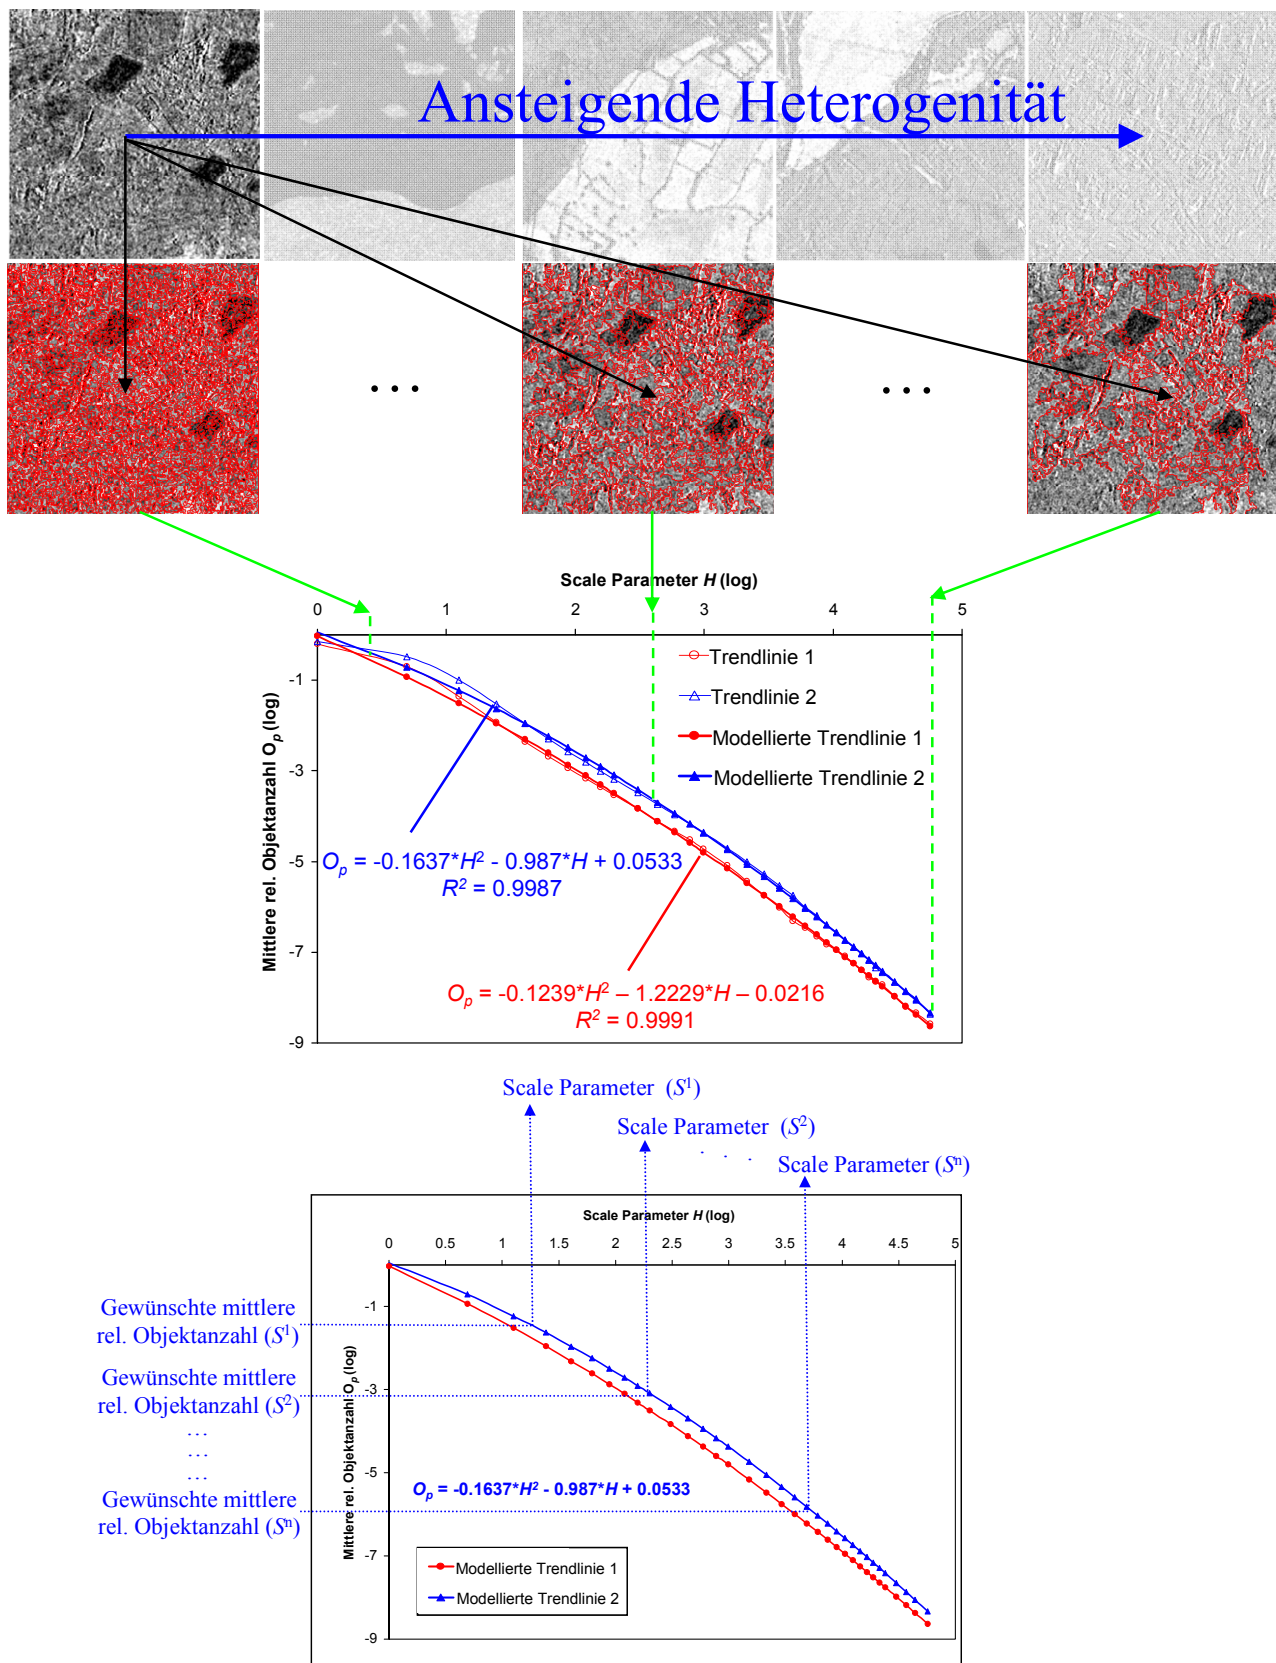 Ansteigende Heterogenität
. . .
. . .
Scale Parameter H (log)
0 1 2 3 4 5
Mittlere rel. Objektanzahl Op (log)
-1
-3
-5
-7
-9
Trendlinie 1
Trendlinie 2
Modellierte Trendlinie 1
Modellierte Trendlinie 2
Op = -0.1637*H² - 0.987*H + 0.0533
R² = 0.9987
Op = -0.1239*H² – 1.2229*H – 0.0216
R² = 0.9991
Scale Parameter (S¹)
Scale Parameter (S²)
. . .
Scale Parameter (Sⁿ)
Scale Parameter H (log)
0 0.5 1 1.5 2 2.5 3 3.5 4 4.5 5
Mittlere rel. Objektanzahl Op (log)
-1
-3
-5
-7
-9
Gewünschte mittlere
rel. Objektanzahl (S¹)
Gewünschte mittlere
rel. Objektanzahl (S²)
...
...
...
Gewünschte mittlere
rel. Objektanzahl (Sⁿ)
Op = -0.1637*H² - 0.987*H + 0.0533
Modellierte Trendlinie 1
Modellierte Trendlinie 2